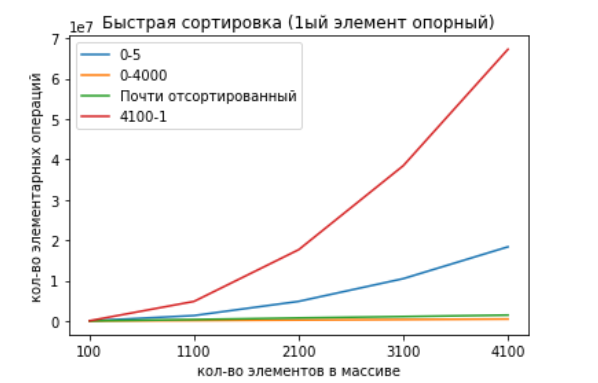 Быстрая сортировка (1ый элемент опорный)
1e7
7
6
5
4
3
2
1
0
кол-во элементарных операций
0-5
0-4000
Почти отсортированный
4100-1
100 1100 2100 3100 4100
кол-во элементов в массиве